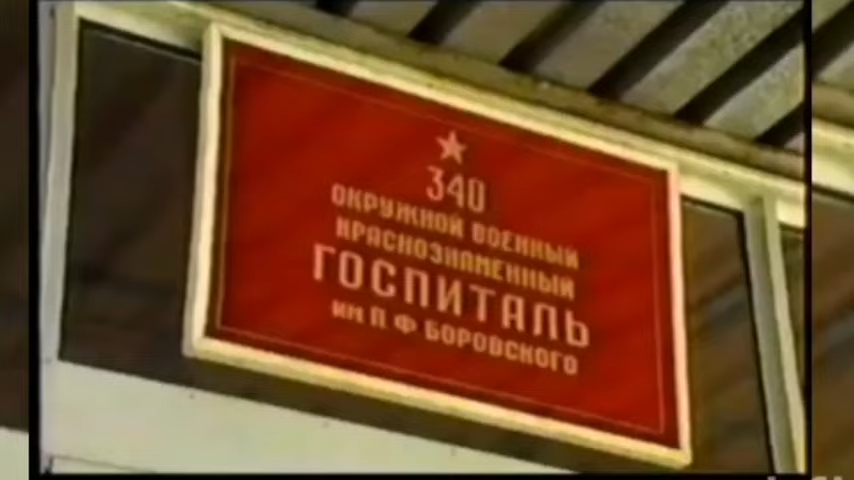 340
ОКРУЖНОЙ ВОЕННЫЙ
КРАСНОЗНАМЕННЫЙ
ГОСПИТАЛЬ
ИМ П Ф БОРОВСКОГО